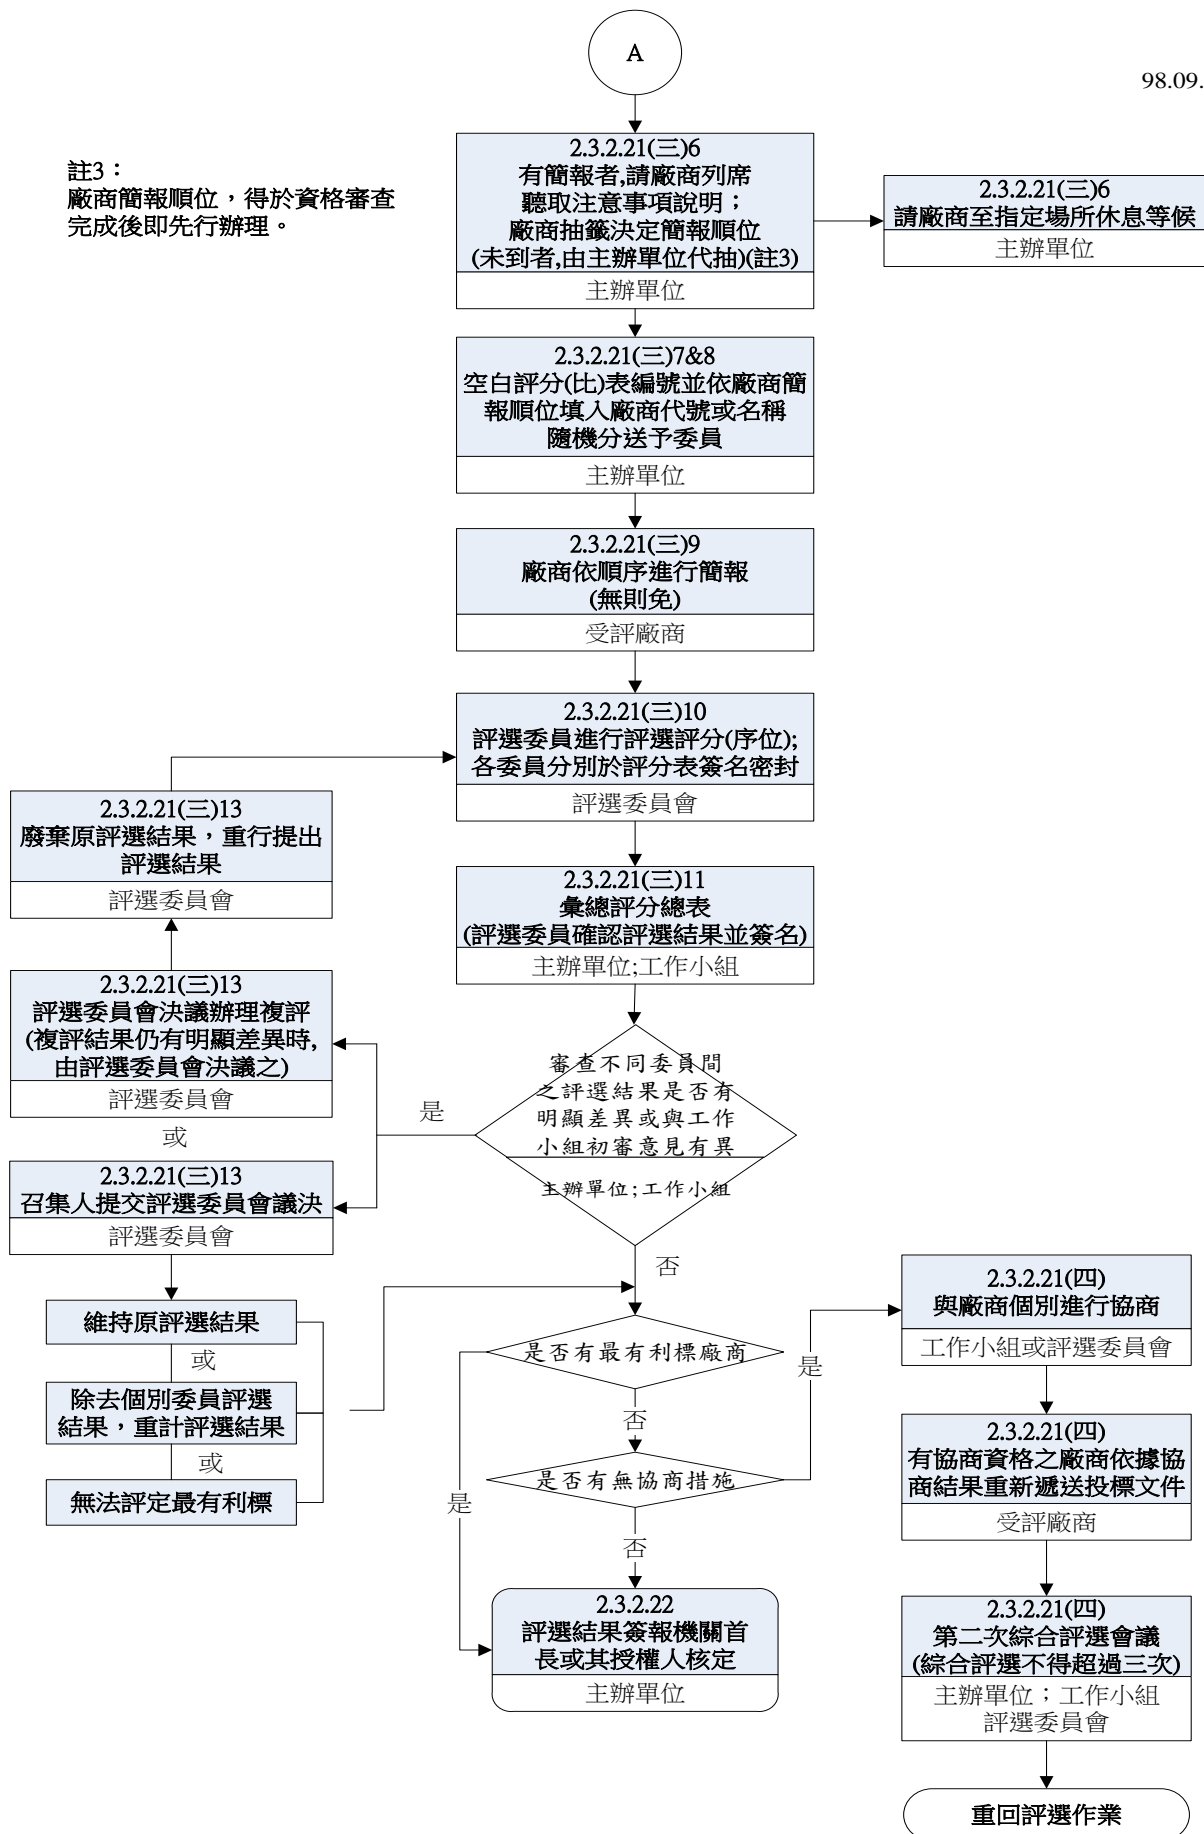 A
98.09.
註3：
廠商簡報順位，得於資格審查
完成後即先行辦理。
2.3.2.21(三)6
有簡報者,請廠商列席
聽取注意事項說明；
廠商抽籤決定簡報順位
(未到者,由主辦單位代抽)(註3)
主辦單位
2.3.2.21(三)6
請廠商至指定場所休息等候
主辦單位
2.3.2.21(三)7&8
空白評分(比)表編號並依廠商簡
報順位填入廠商代號或名稱
隨機分送予委員
主辦單位
2.3.2.21(三)9
廠商依順序進行簡報
(無則免)
受評廠商
2.3.2.21(三)10
評選委員進行評選評分(序位);
各委員分別於評分表簽名密封
評選委員會
2.3.2.21(三)13
廢棄原評選結果，重行提出
評選結果
評選委員會
2.3.2.21(三)11
彙總評分總表
(評選委員確認評選結果並簽名)
主辦單位;工作小組
2.3.2.21(三)13
評選委員會決議辦理複評
(複評結果仍有明顯差異時,
由評選委員會決議之)
評選委員會
或
是
審查不同委員間
之評選結果是否有
明顯差異或與工作
小組初審意見有異
主辦單位;工作小組
2.3.2.21(三)13
召集人提交評選委員會議決
評選委員會
否
維持原評選結果
或
除去個別委員評選
結果，重計評選結果
或
無法評定最有利標
是否有最有利標廠商
是
否
是否有無協商措施
是
否
2.3.2.22
評選結果簽報機關首
長或其授權人核定
主辦單位
2.3.2.21(四)
與廠商個別進行協商
工作小組或評選委員會
2.3.2.21(四)
有協商資格之廠商依據協
商結果重新遞送投標文件
受評廠商
2.3.2.21(四)
第二次綜合評選會議
(綜合評選不得超過三次)
主辦單位；工作小組
評選委員會
重回評選作業